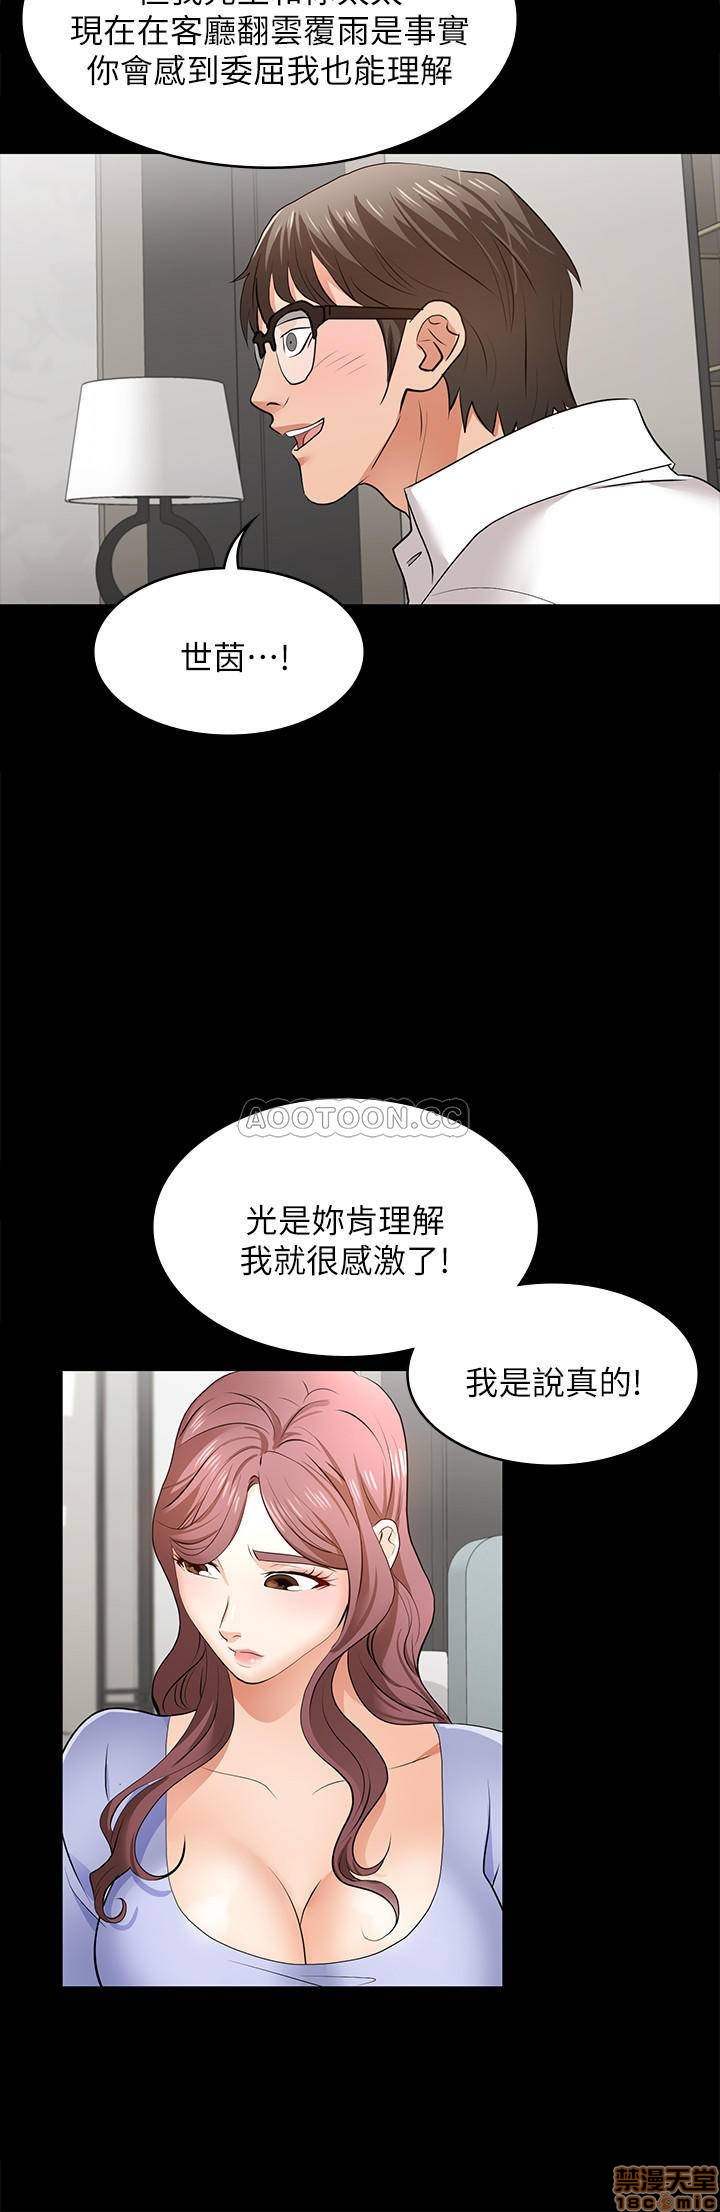 現在在客廳翻雲覆雨是事實
你會感到委屈我也能理解
世茵…!
AOOTOON.CC
光是妳肯理解
我就很感激了!
我是說真的!
禁漫天堂
18comic